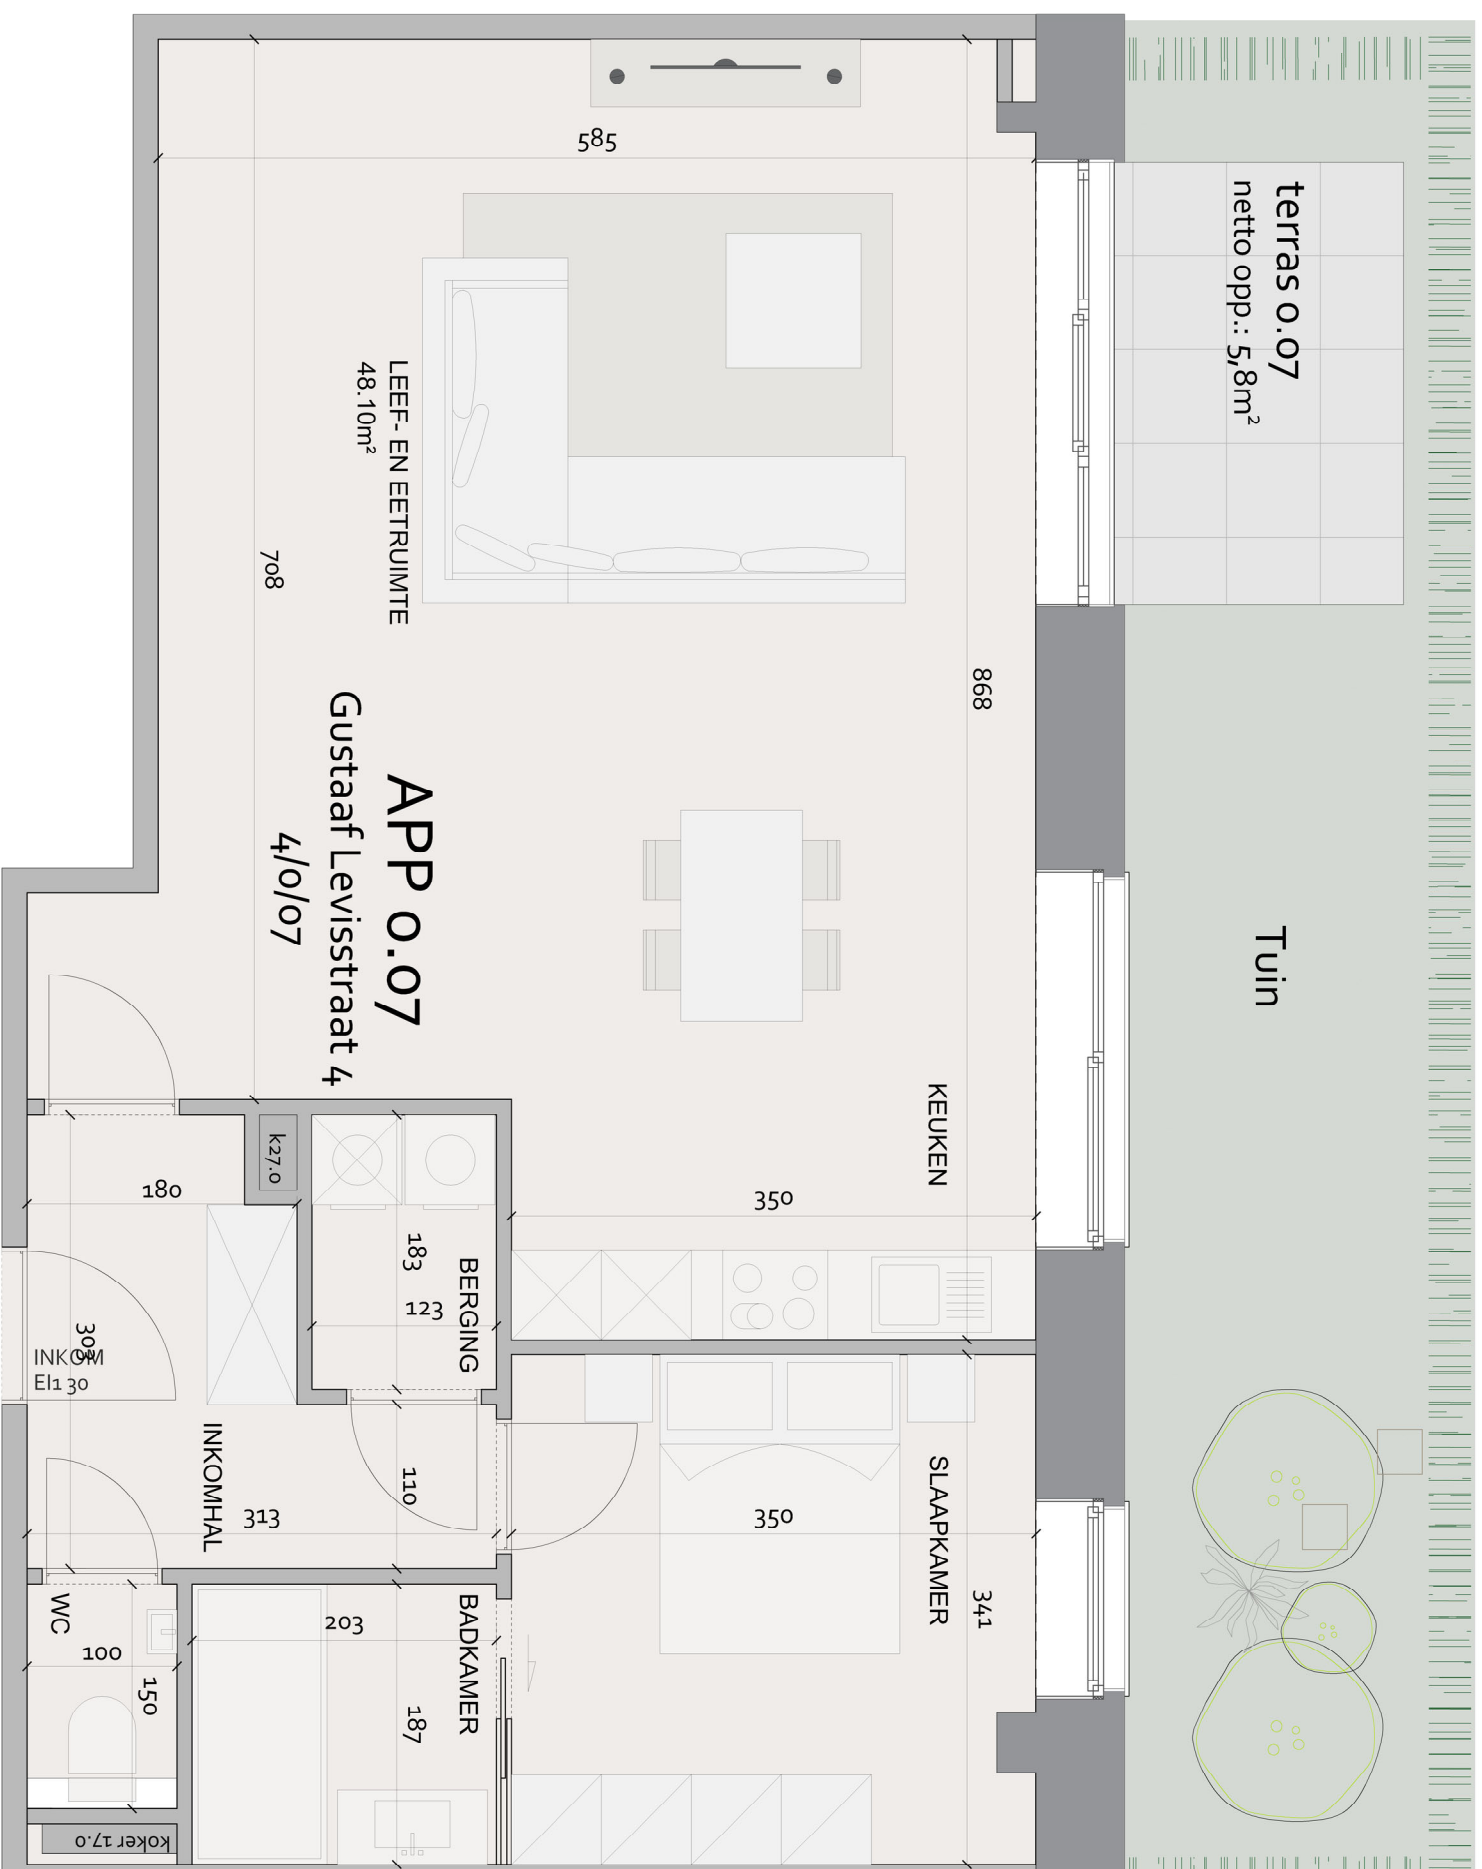 585
terras 0.07
netto opp.: 5,8m²
LEEF- EN EETRUIMTE
48.10m²
708
868
APP 0.07
Gustaaf Levisstraat 4
4/0/07
Tuin
KEUKEN
k27.0
180
350
183
BERGING
123
303
INKOM
EI1 30
INKOMHAL
110
313
350
SLAAPKAMER
341
WC
100
150
203
BADKAMER
187
koker 17.0